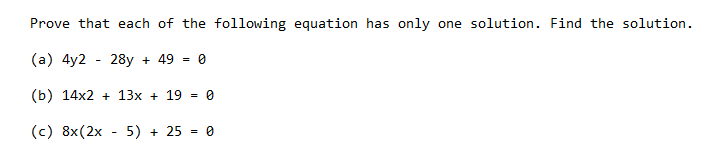 Prove that each of the following equation has only one solution. Find the solution.
(a) 4y2 - 28y + 49 = 0
(b) 14x2 + 13x + 19 = 0
(c) 8x(2x - 5) + 25 = 0